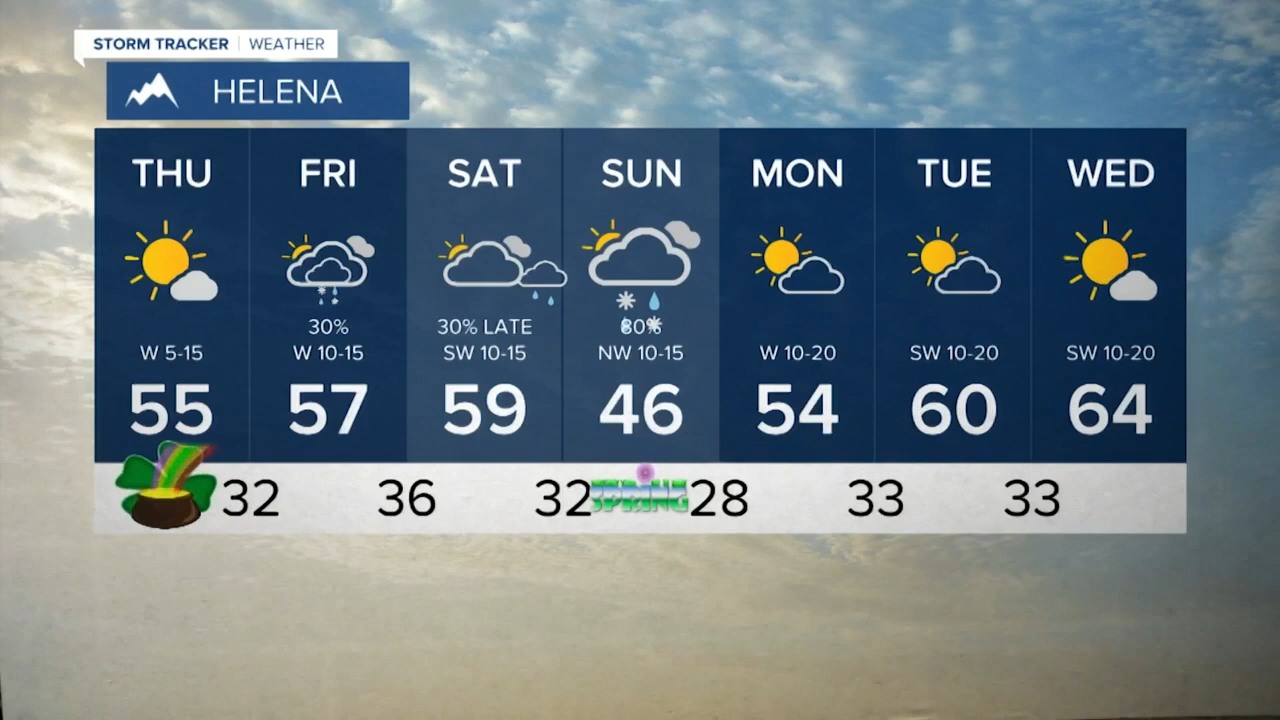 STORM TRACKER | WEATHER
HELENA
THU FRI SAT SUN MON TUE WED
30% 30% LATE 80%
W 5-15 W 10-15 SW 10-15 NW 10-15 W 10-20 SW 10-20 SW 10-20
55 57 59 46 54 60 64
32 36 32 SPRING 28 33 33